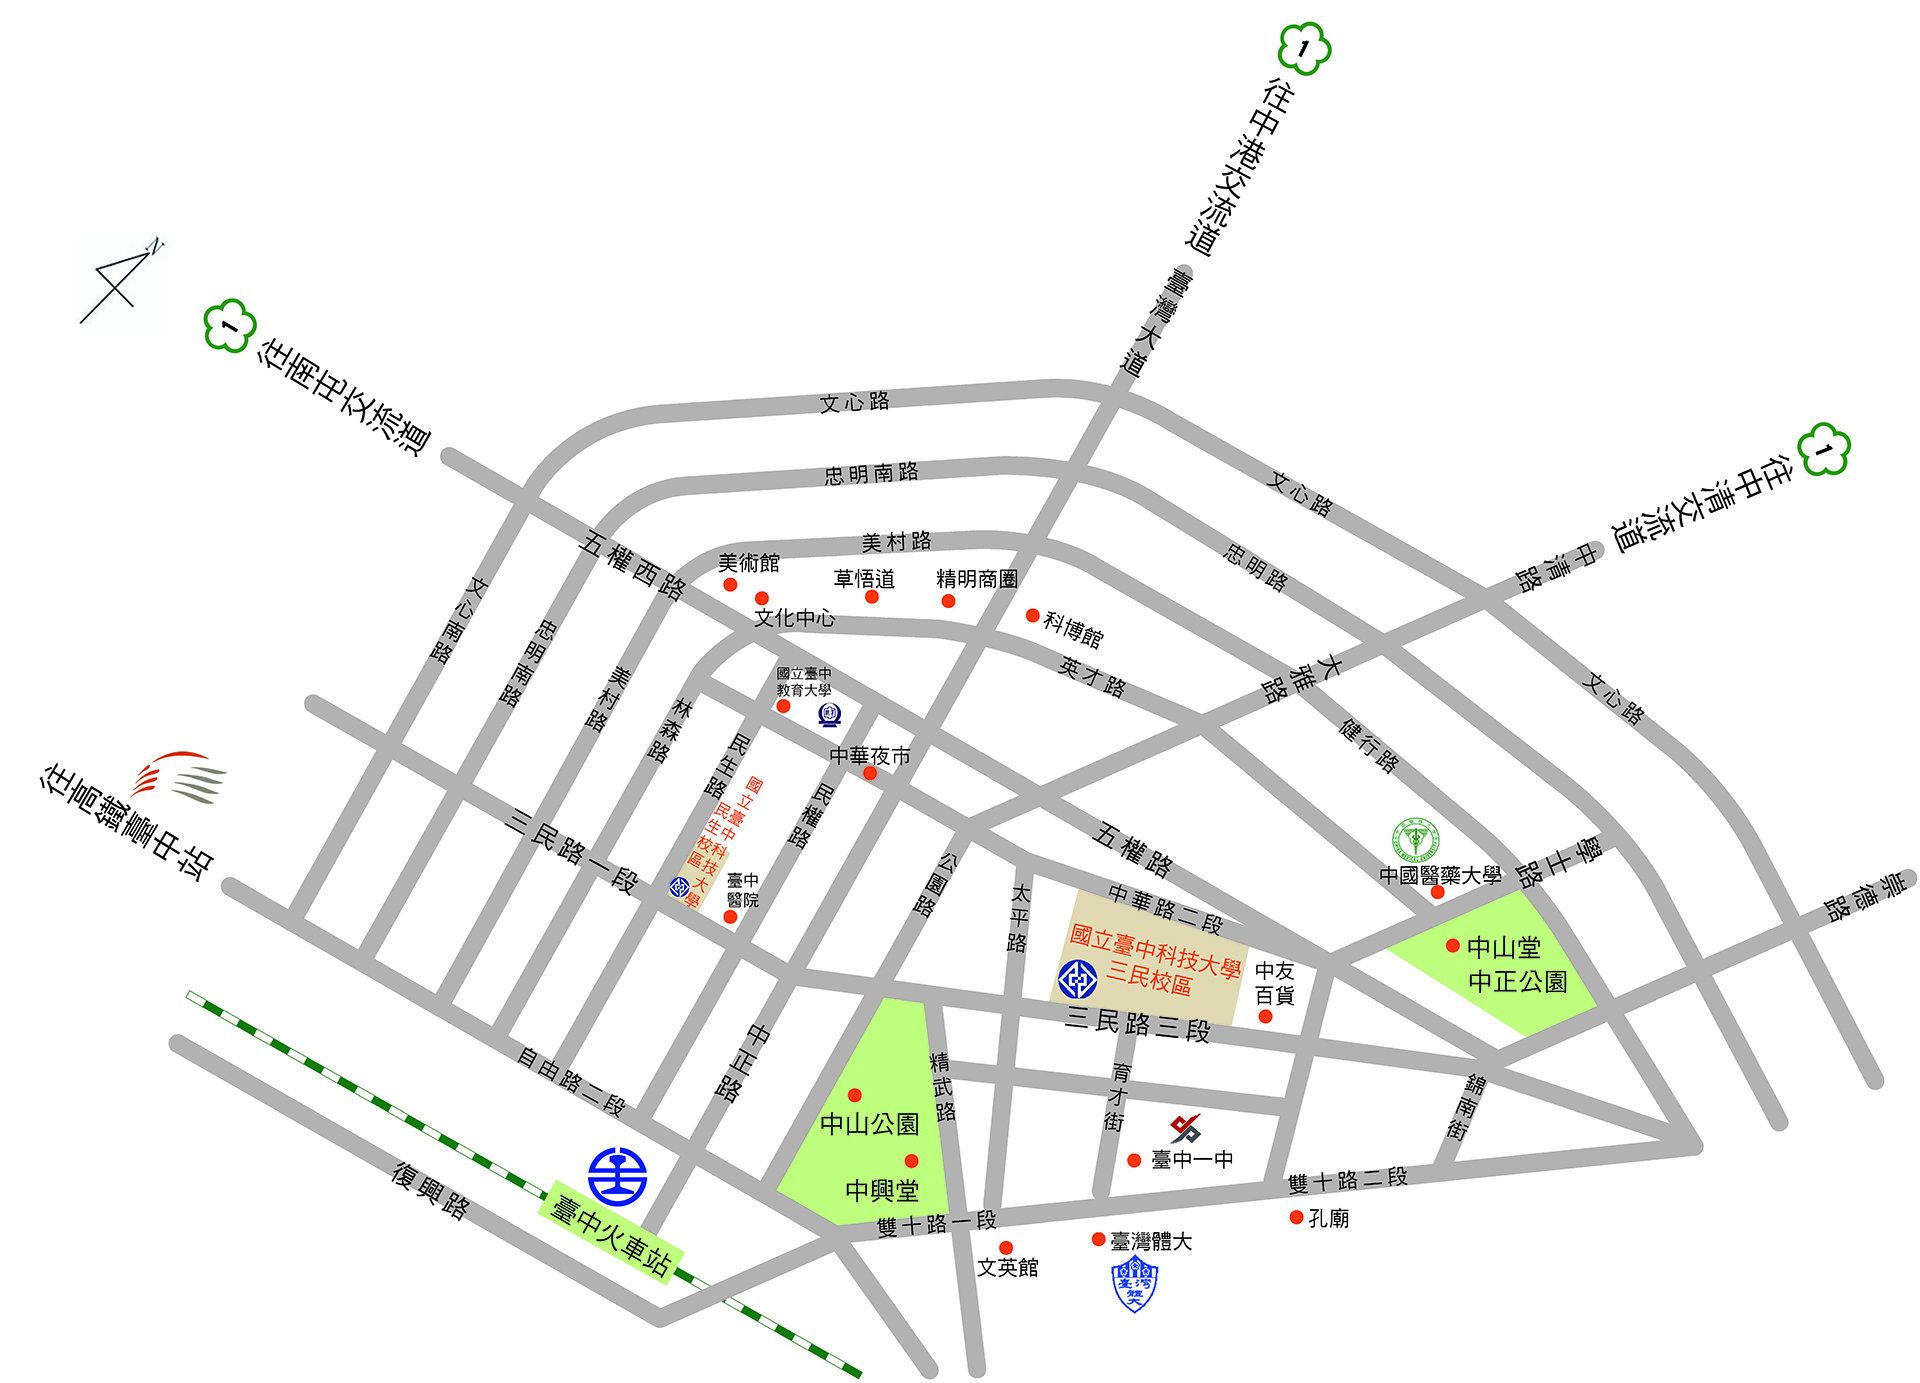 1
往中港交流道
臺灣大道
N
1
往南屯交流道
1
往中清交流道
中清路
文心路
文心路
忠明南路
忠明路
美村路
五權西路
美術館
文化中心
草悟道
精明商圈
科博館
英才路
大雅路
文心路
健行路
文心南路
忠明南路
美村路
林森路
國立臺中
教育大學
民生路
中華夜市
民權路
國立臺中科技大學
民生校區
臺中
醫院
往高鐵臺中站
三民路一段
公園路
太平路
五權路
中華路二段
國立臺中科技大學
三民校區
中友
百貨
三民路三段
中國醫藥大學
學士路
崇德路
中山堂
中正公園
自由路二段
中正路
精武路
育才街
錦南街
中山公園
中興堂
臺中一中
雙十路一段
雙十路二段
孔廟
文英館
臺灣體大
臺灣
體大
復興路
臺中火車站